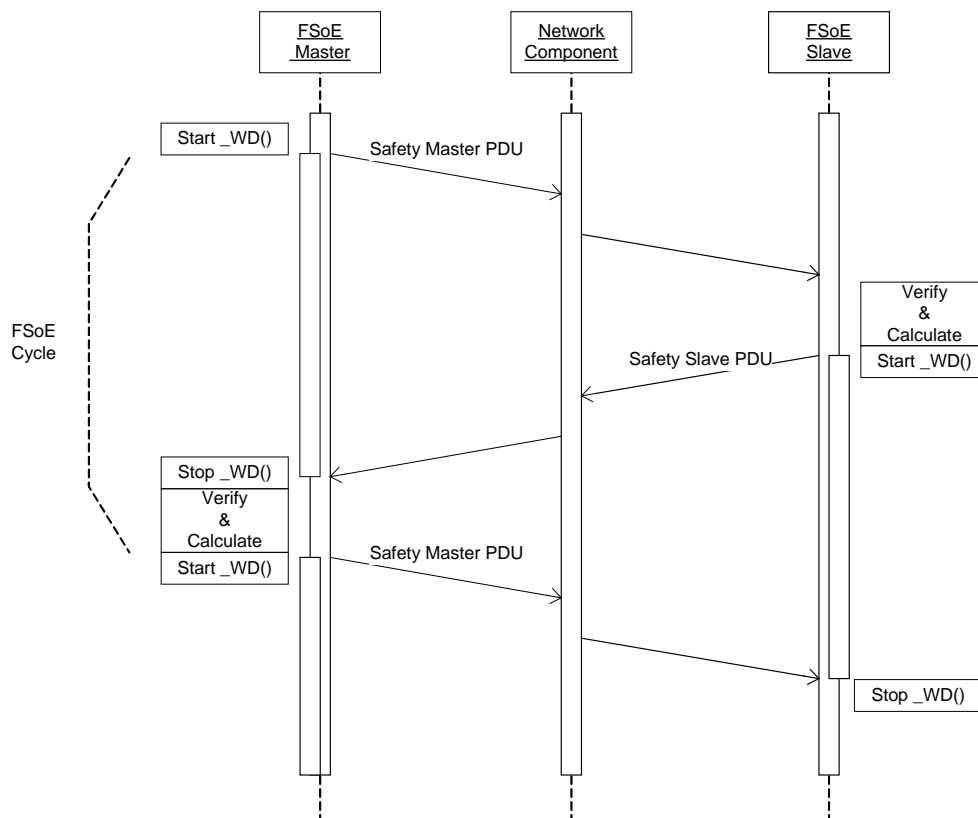 FSoE
Master
Network
Component
FSoE
Slave
Start _WD()
Safety Master PDU
Verify
&
Calculate
FSoE
Cycle
Safety Slave PDU
Start _WD()
Stop _WD()
Verify
&
Calculate
Safety Master PDU
Start _WD()
Stop _WD()